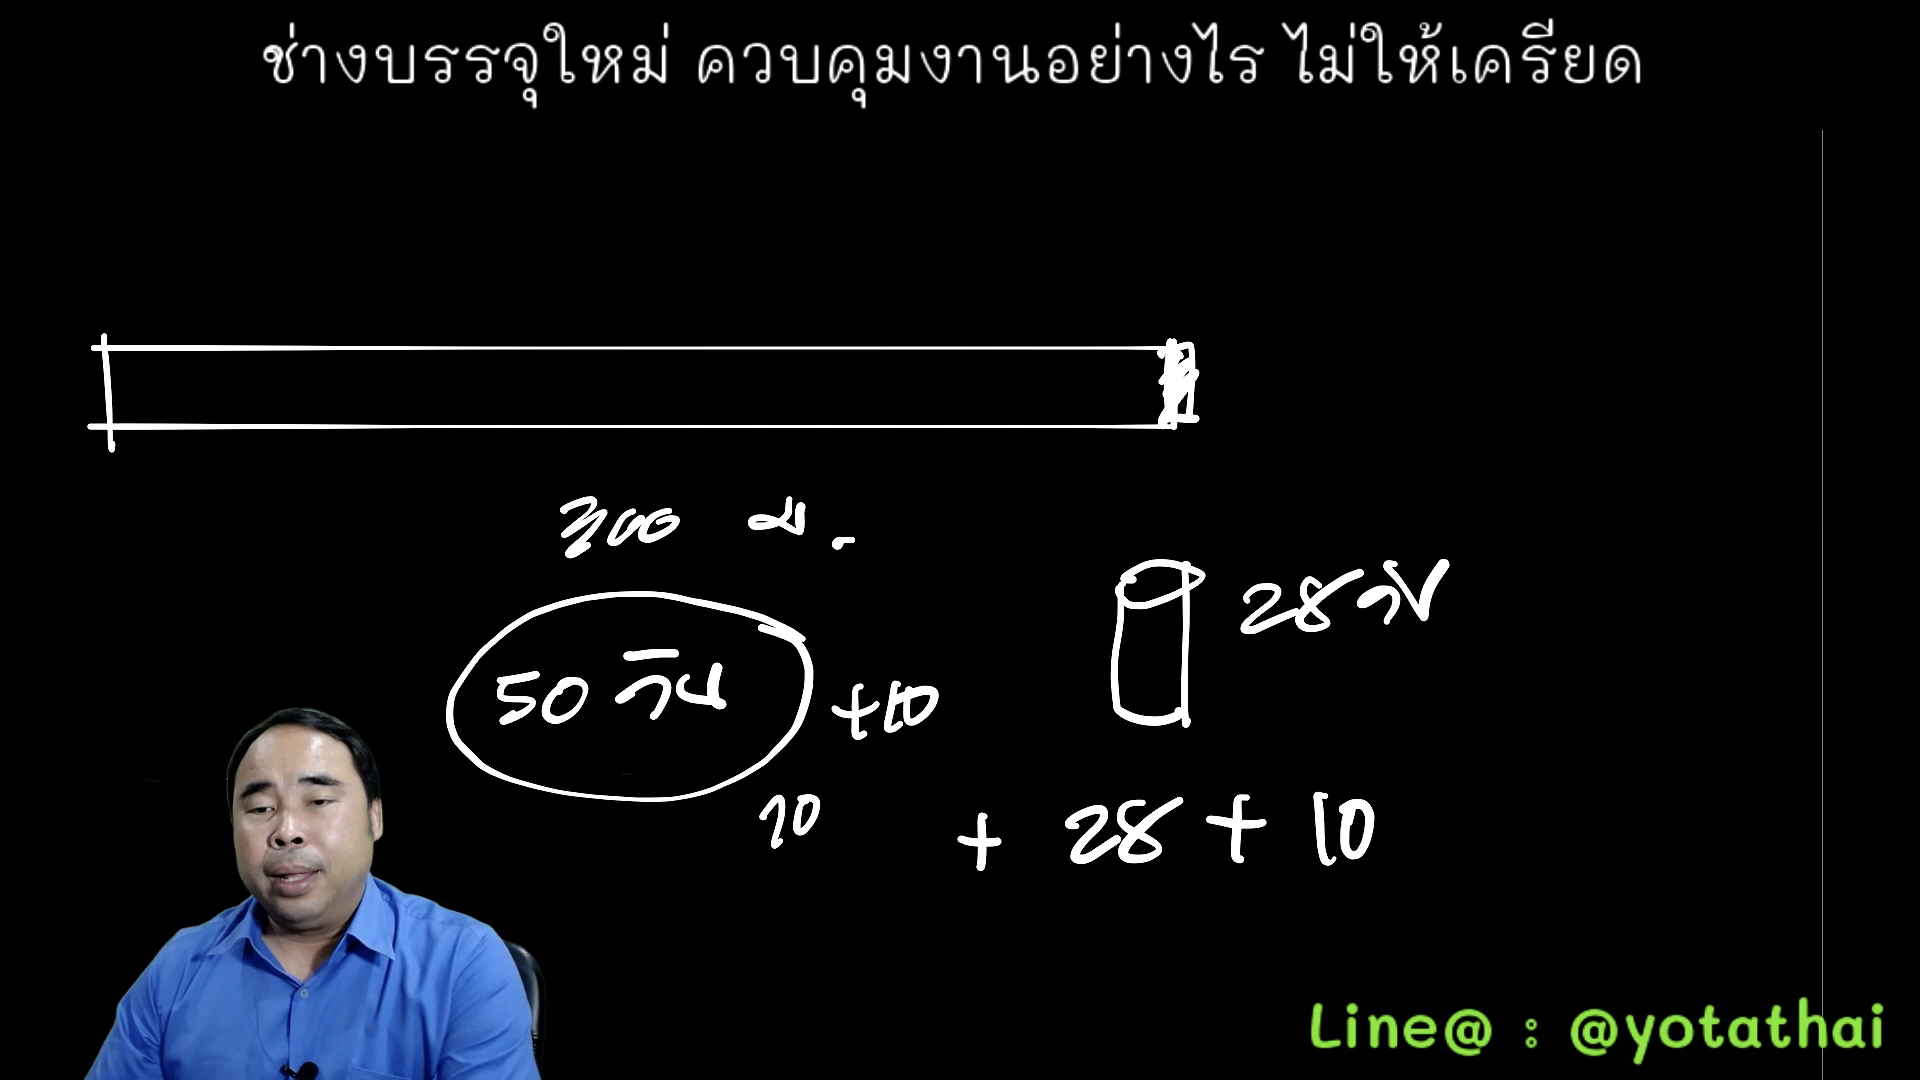 ช่างบรรจุใหม่ ควบคุมงานอย่างไร ไม่ให้เครียด
300 ม.
28 วัน
50 วัน +10
10 + 28 + 10
Line@ : @yotathai